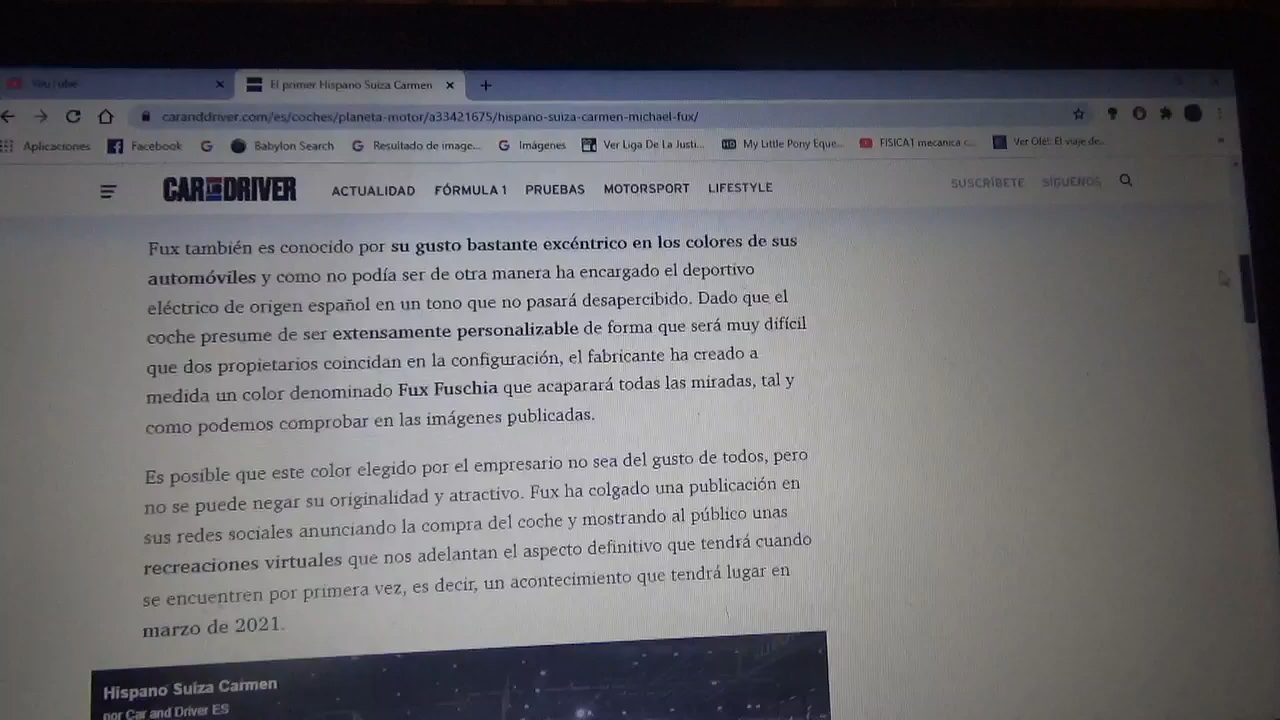 YouTube
El primer Hispano Suiza Carmen
caranddriver.com/es/coches/planeta-motor/a33421675/hispano-suiza-carmen-michael-fux/
Aplicaciones Facebook Babylon Search Resultado de image... Imágenes Ver Liga De La Justi... My Little Pony Eque... FISICA1 mecanica c... Ver Olé! El viaje de...
CAR AND DRIVER ACTUALIDAD FÓRMULA 1 PRUEBAS MOTORSPORT LIFESTYLE SUSCRÍBETE SÍGUENOS
Fux también es conocido por su gusto bastante excéntrico en los colores de sus
automóviles y como no podía ser de otra manera ha encargado el deportivo
eléctrico de origen español en un tono que no pasará desapercibido. Dado que el
coche presume de ser extensamente personalizable de forma que será muy difícil
que dos propietarios coincidan en la configuración, el fabricante ha creado a
medida un color denominado Fux Fuschia que acaparará todas las miradas, tal y
como podemos comprobar en las imágenes publicadas.
Es posible que este color elegido por el empresario no sea del gusto de todos, pero
no se puede negar su originalidad y atractivo. Fux ha colgado una publicación en
sus redes sociales anunciando la compra del coche y mostrando al público unas
recreaciones virtuales que nos adelantan el aspecto definitivo que tendrá cuando
se encuentren por primera vez, es decir, un acontecimiento que tendrá lugar en
marzo de 2021.
Hispano Suiza Carmen
por Car and Driver ES